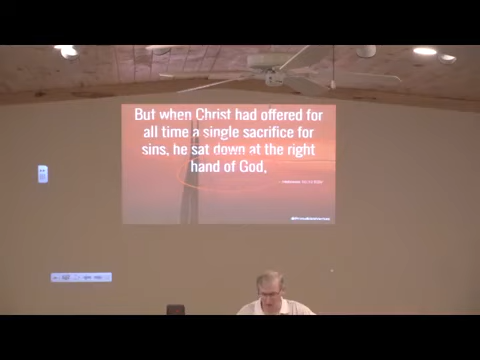 But when Christ had offered for
all time a single sacrifice for
sins, he sat down at the right
hand of God,